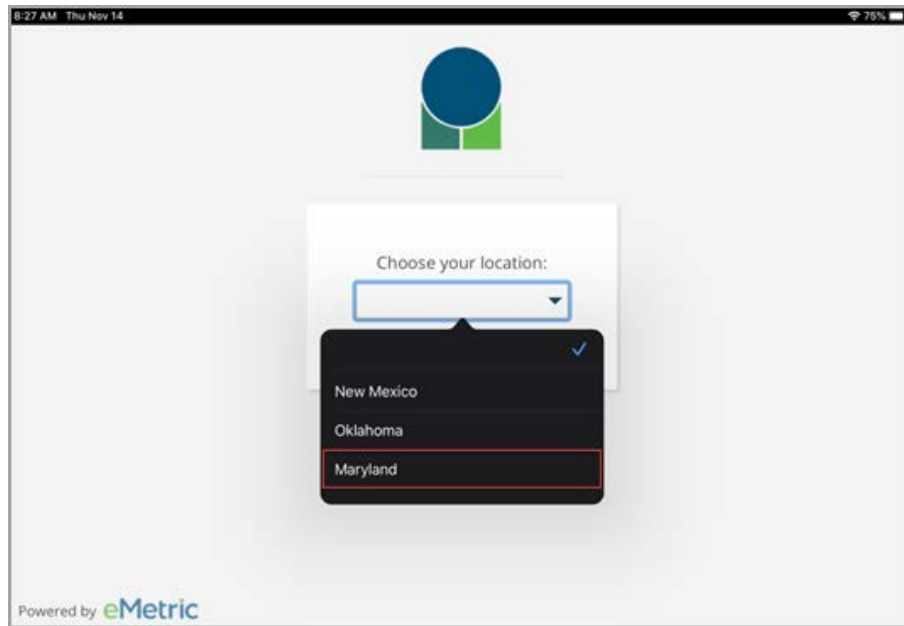 8:27 AM Thu Nov 14 75%
Choose your location:
New Mexico
Oklahoma
Maryland
Powered by eMetric